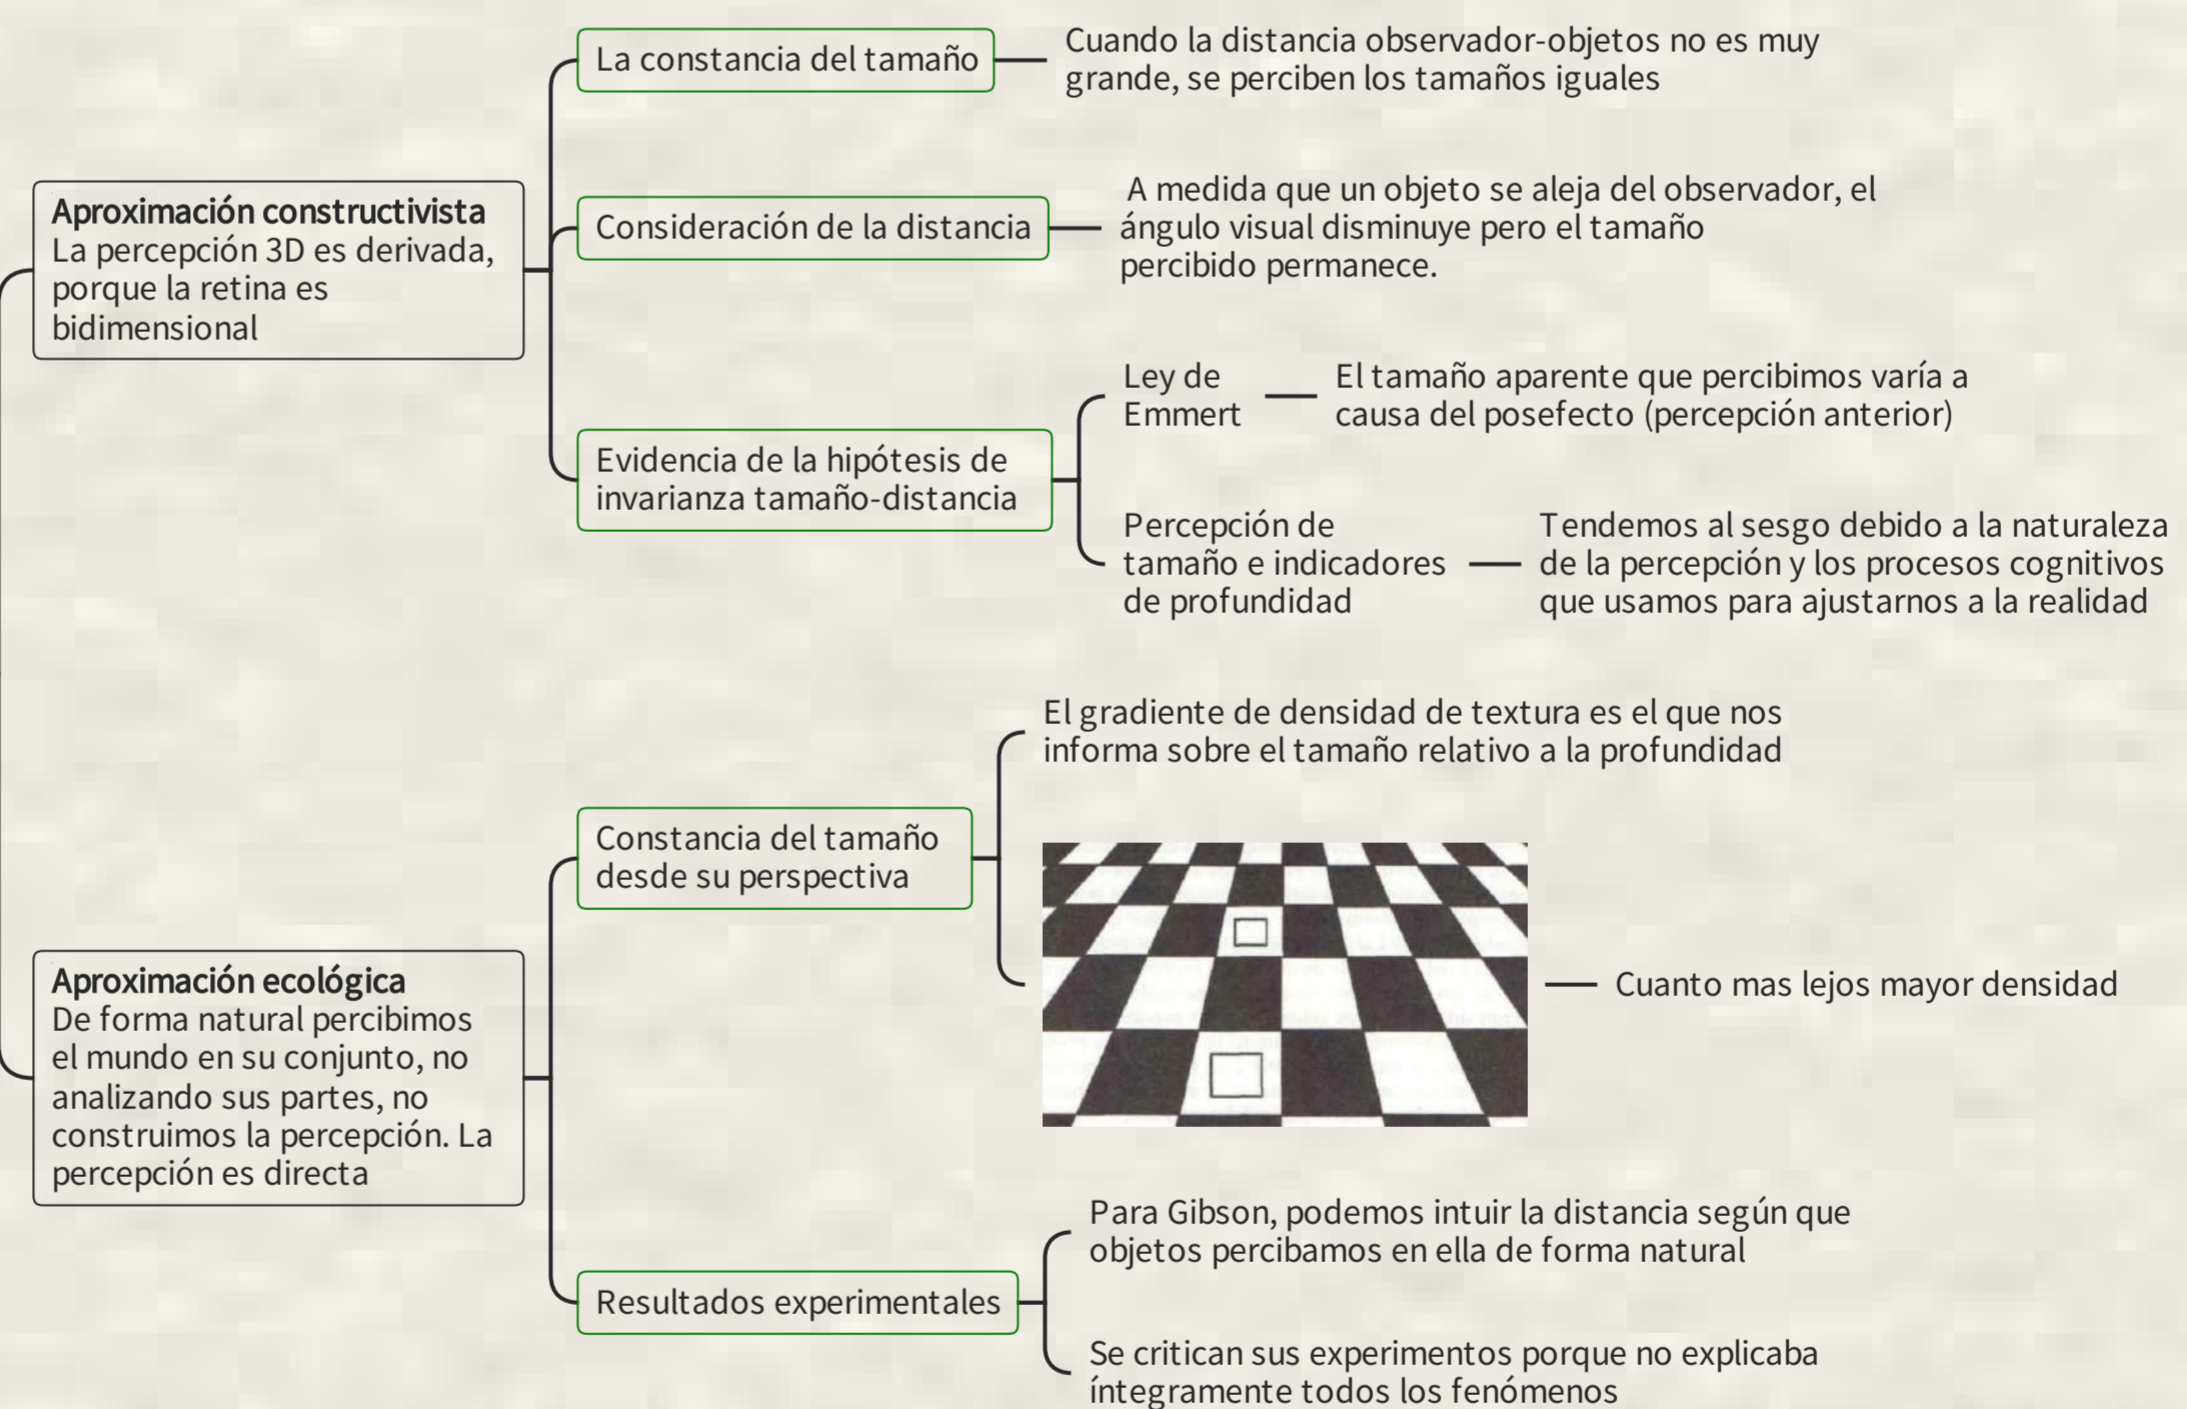 La constancia del tamaño
Cuando la distancia observador-objetos no es muy
grande, se perciben los tamaños iguales
Aproximación constructivista
La percepción 3D es derivada,
porque la retina es
bidimensional
Consideración de la distancia
A medida que un objeto se aleja del observador, el
ángulo visual disminuye pero el tamaño
percibido permanece.
Evidencia de la hipótesis de
invarianza tamaño-distancia
Ley de
Emmert
El tamaño aparente que percibimos varía a
causa del posefecto (percepción anterior)
Percepción de
tamaño e indicadores
de profundidad
Tendemos al sesgo debido a la naturaleza
de la percepción y los procesos cognitivos
que usamos para ajustarnos a la realidad
Aproximación ecológica
De forma natural percibimos
el mundo en su conjunto, no
analizando sus partes, no
construimos la percepción. La
percepción es directa
Constancia del tamaño
desde su perspectiva
El gradiente de densidad de textura es el que nos
informa sobre el tamaño relativo a la profundidad
Cuanto mas lejos mayor densidad
Resultados experimentales
Para Gibson, podemos intuir la distancia según que
objetos percibamos en ella de forma natural
Se critican sus experimentos porque no explicaba
íntegramente todos los fenómenos